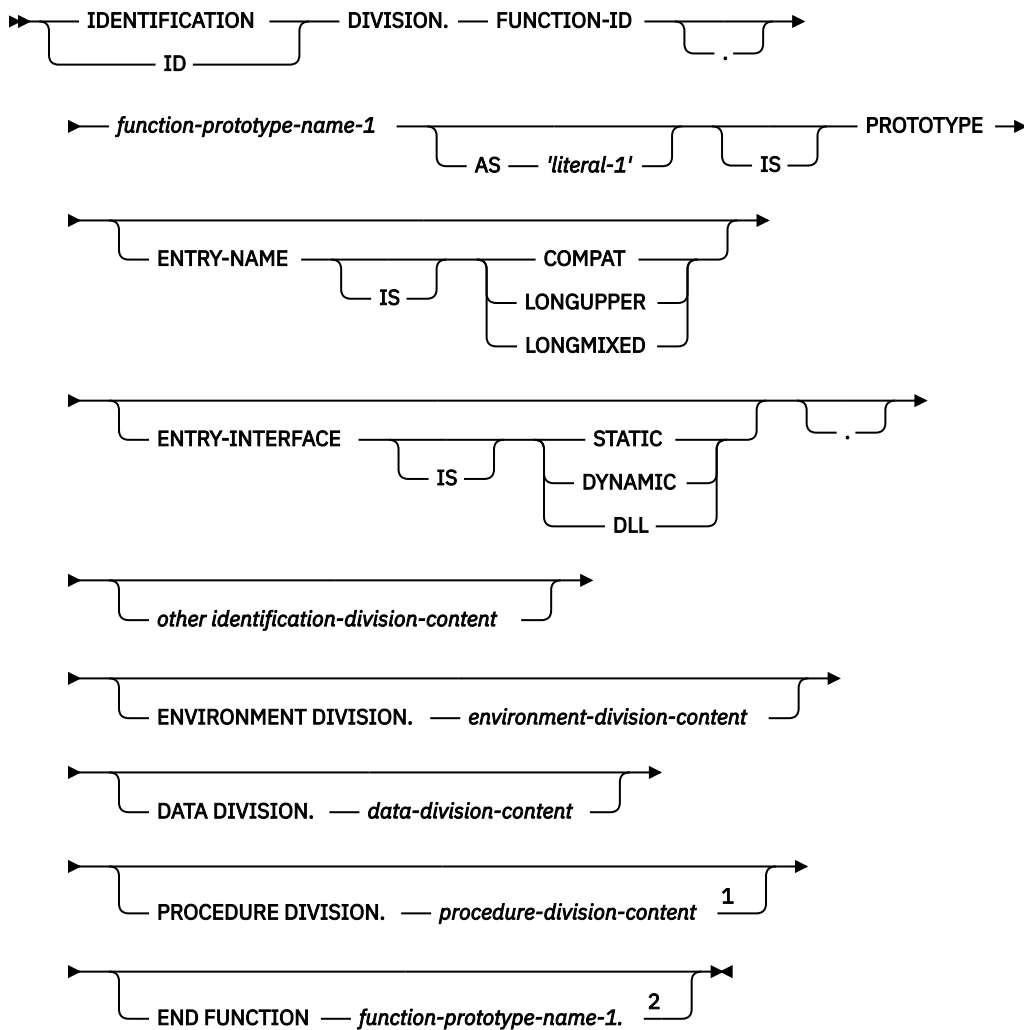 IDENTIFICATION DIVISION. FUNCTION-ID
ID .
function-prototype-name-1 PROTOTYPE
AS 'literal-1' IS
ENTRY-NAME COMPAT
IS LONGUPPER
LONGMIXED
ENTRY-INTERFACE STATIC .
IS DYNAMIC
DLL
other identification-division-content
ENVIRONMENT DIVISION. environment-division-content
DATA DIVISION. data-division-content
PROCEDURE DIVISION. procedure-division-content 1
END FUNCTION function-prototype-name-1. 2